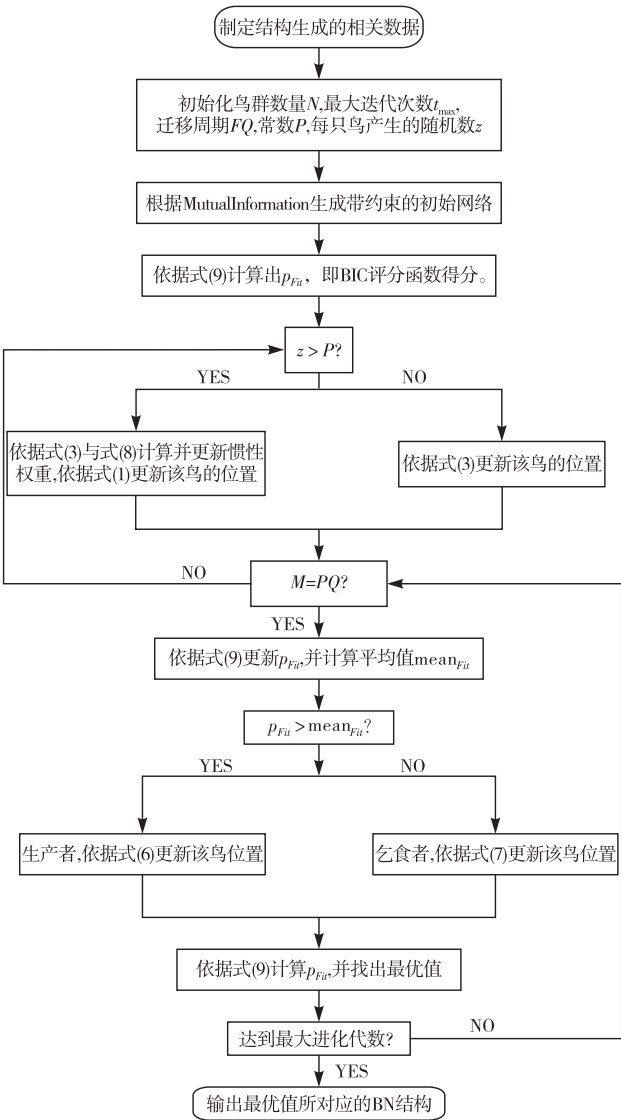 制定结构生成的相关数据
初始化鸟群数量N,最大迭代次数tmax,
迁移周期FQ,常数P,每只鸟产生的随机数z
根据MutualInformation生成带约束的初始网络
依据式(9)计算出pFit，即BIC评分函数得分。
z>P?
YES
NO
依据式(3)与式(8)计算并更新惯性
权重,依据式(1)更新该鸟的位置
依据式(3)更新该鸟的位置
NO
M=PQ?
YES
依据式(9)更新pFit,并计算平均值meanFit
pFit>meanFit?
YES
NO
生产者,依据式(6)更新该鸟位置
乞食者,依据式(7)更新该鸟位置
依据式(9)计算pFit,并找出最优值
达到最大进化代数?
NO
YES
输出最优值所对应的BN结构